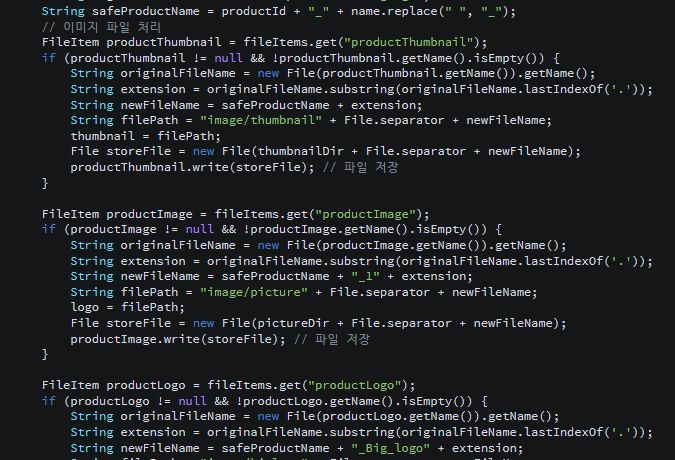 String safeProductName = productId + "_" + name.replace(" ", "_");
// 이미지 파일 처리
FileItem productThumbnail = fileItems.get("productThumbnail");
if (productThumbnail != null && !productThumbnail.getName().isEmpty()) {
    String originalFileName = new File(productThumbnail.getName()).getName();
    String extension = originalFileName.substring(originalFileName.lastIndexOf('.'));
    String newFileName = safeProductName + extension;
    String filePath = "image/thumbnail" + File.separator + newFileName;
    thumbnail = filePath;
    File storeFile = new File(thumbnailDir + File.separator + newFileName);
    productThumbnail.write(storeFile); // 파일 저장
}

FileItem productImage = fileItems.get("productImage");
if (productImage != null && !productImage.getName().isEmpty()) {
    String originalFileName = new File(productImage.getName()).getName();
    String extension = originalFileName.substring(originalFileName.lastIndexOf('.'));
    String newFileName = safeProductName + "_1" + extension;
    String filePath = "image/picture" + File.separator + newFileName;
    logo = filePath;
    File storeFile = new File(pictureDir + File.separator + newFileName);
    productImage.write(storeFile); // 파일 저장
}

FileItem productLogo = fileItems.get("productLogo");
if (productLogo != null && !productLogo.getName().isEmpty()) {
    String originalFileName = new File(productLogo.getName()).getName();
    String extension = originalFileName.substring(originalFileName.lastIndexOf('.'));
    String newFileName = safeProductName + "_Big_logo" + extension;